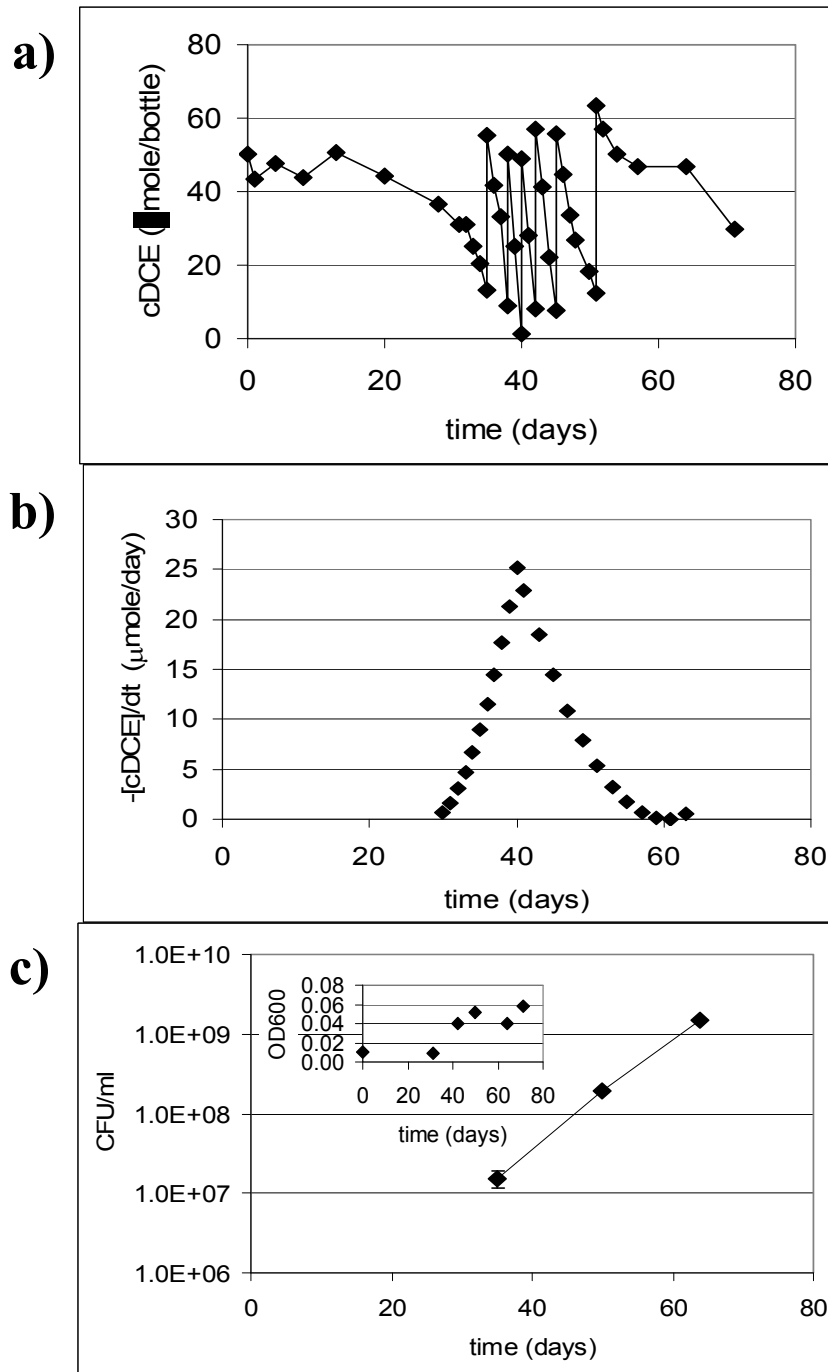 a)
80
60
40
20
0
cDCE (mole/bottle)
0 20 40 60 80
time (days)
b)
30
25
20
15
10
5
0
-[cDCE]/dt (μmole/day)
0 20 40 60 80
time (days)
c)
1.0E+10
1.0E+09
1.0E+08
1.0E+07
1.0E+06
CFU/ml
0.08
0.06
0.04
0.02
0.00
OD600
0 20 40 60 80
time (days)
0 20 40 60 80
time (days)